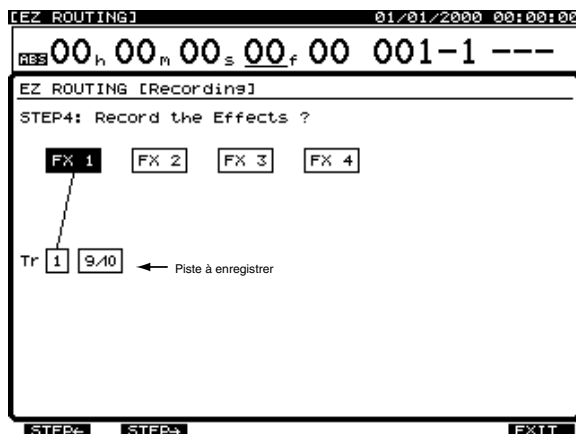 [EZ ROUTING] 01/01/2000 00:00:00
ABS 00h 00m 00s 00f 00 001-1 ---
EZ ROUTING [Recording]
STEP4: Record the Effects ?
FX 1 FX 2 FX 3 FX 4
Tr 1 9/10 Piste à enregistrer
STEP← STEP→ EXIT